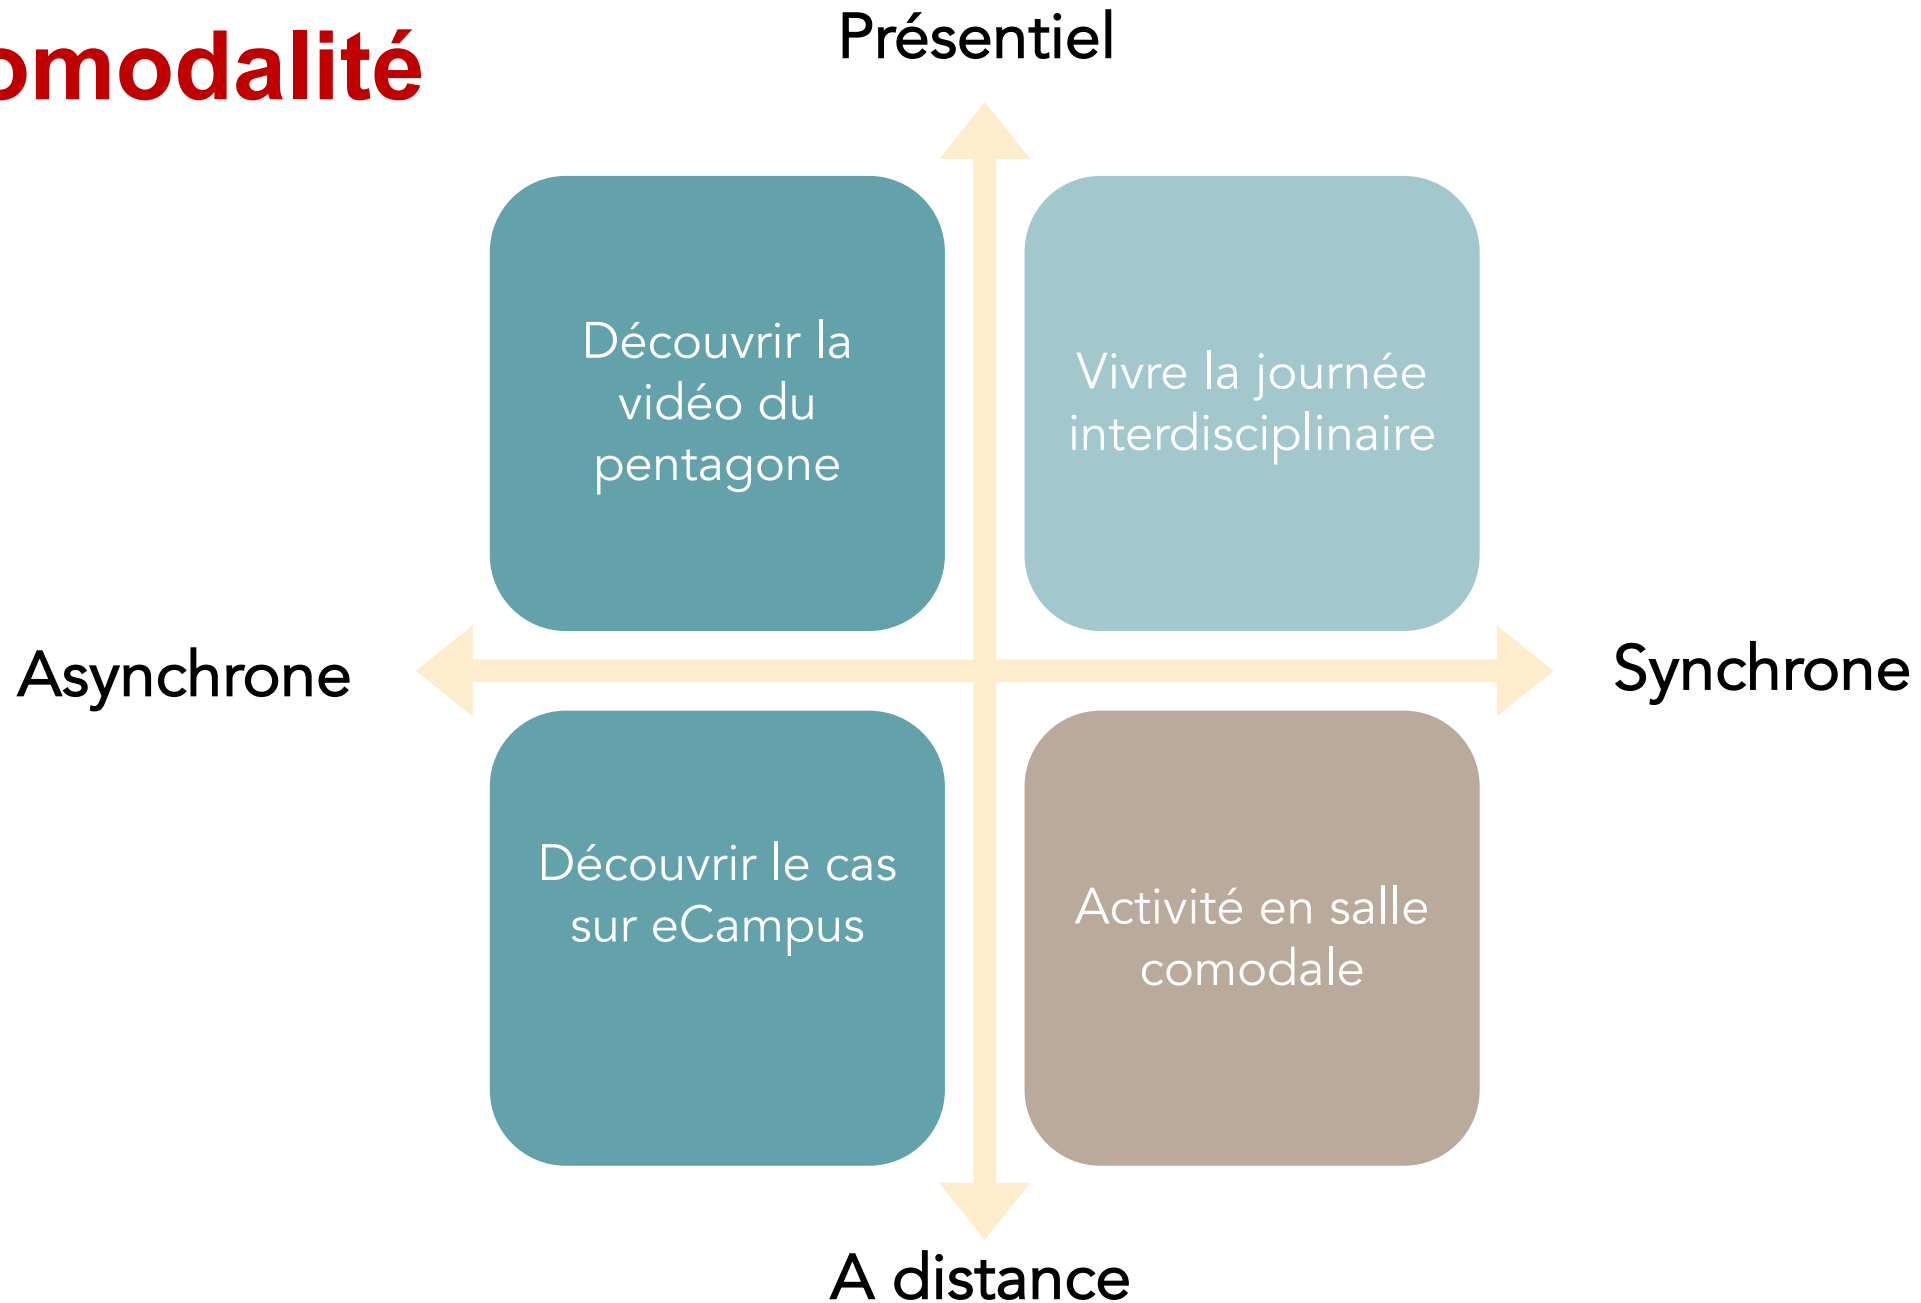 omodalité
Présentiel
Découvrir la
vidéo du
pentagone
Vivre la journée
interdisciplinaire
Asynchrone
Synchrone
Découvrir le cas
sur eCampus
Activité en salle
comodale
A distance